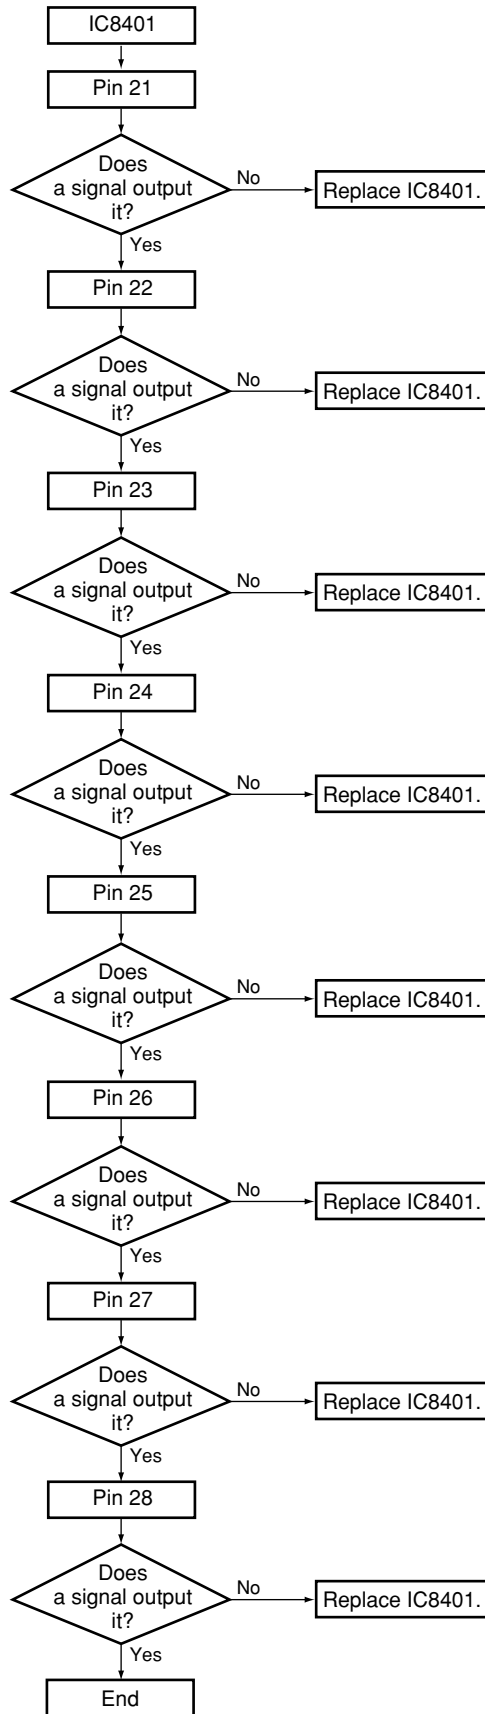 IC8401
Pin 21
Does
a signal output
it?
No
Replace IC8401.
Yes
Pin 22
Does
a signal output
it?
No
Replace IC8401.
Yes
Pin 23
Does
a signal output
it?
No
Replace IC8401.
Yes
Pin 24
Does
a signal output
it?
No
Replace IC8401.
Yes
Pin 25
Does
a signal output
it?
No
Replace IC8401.
Yes
Pin 26
Does
a signal output
it?
No
Replace IC8401.
Yes
Pin 27
Does
a signal output
it?
No
Replace IC8401.
Yes
Pin 28
Does
a signal output
it?
No
Replace IC8401.
Yes
End